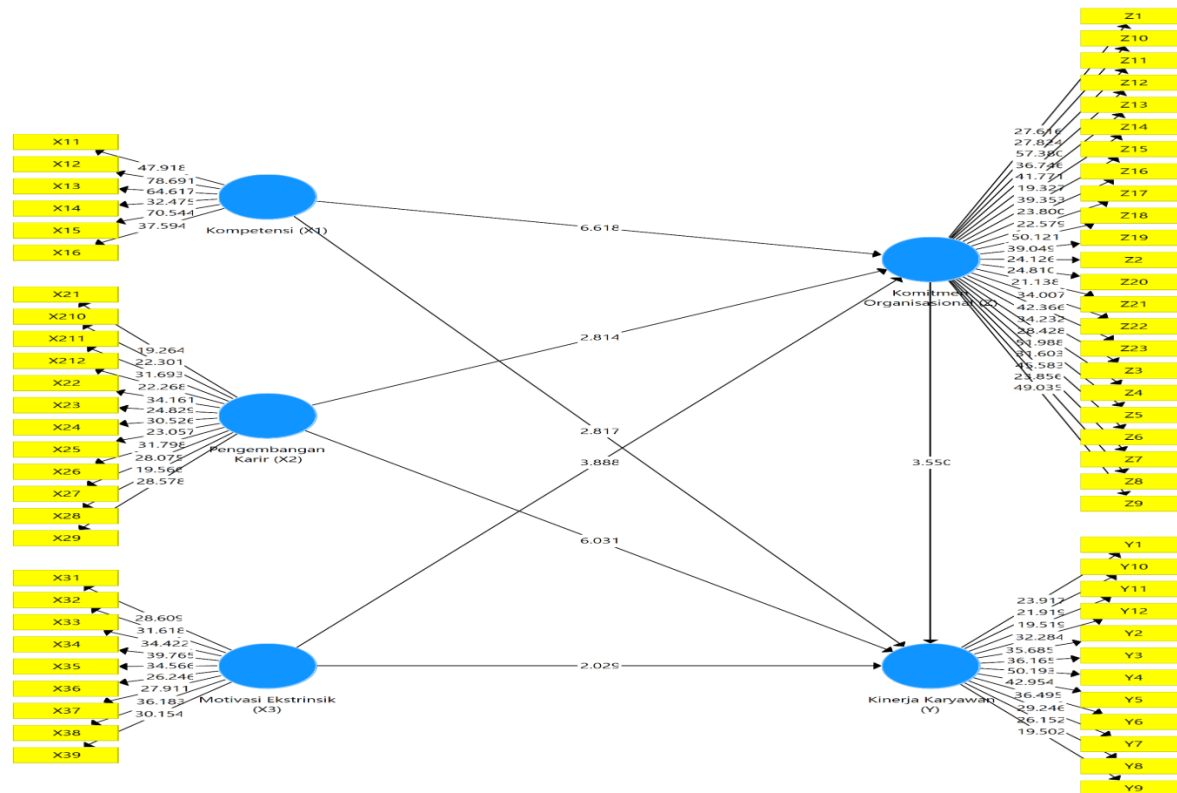 X11
X12
X13
X14
X15
X16
47.918
78.691
64.617
32.475
70.544
37.594
Kompetensi (X1)
X21
X210
X211
X212
X22
X23
X24
X25
X26
X27
X28
X29
19.264
22.301
31.693
22.268
34.161
24.829
30.526
23.057
31.798
28.075
19.566
28.578
Pengembangan
Karir (X2)
X31
X32
X33
X34
X35
X36
X37
X38
X39
28.609
31.618
34.422
39.765
34.566
26.246
27.911
36.183
30.154
Motivasi Ekstrinsik
(X3)
6.618
2.814
2.817
3.888
6.031
2.029
3.550
Komitmen
Organisasional (Z)
27.616
27.824
57.380
36.746
41.771
19.327
39.353
23.800
22.579
50.121
39.049
24.126
24.810
21.138
34.007
42.366
34.232
28.428
51.988
23.856
49.035
Z1
Z10
Z11
Z12
Z13
Z14
Z15
Z16
Z17
Z18
Z19
Z2
Z20
Z21
Z22
Z23
Z3
Z4
Z5
Z6
Z7
Z8
Z9
Kinerja Karyawan
(Y)
23.917
21.919
19.519
32.284
35.685
36.165
50.193
42.954
36.495
29.246
26.152
19.502
Y1
Y10
Y11
Y12
Y2
Y3
Y4
Y5
Y6
Y7
Y8
Y9